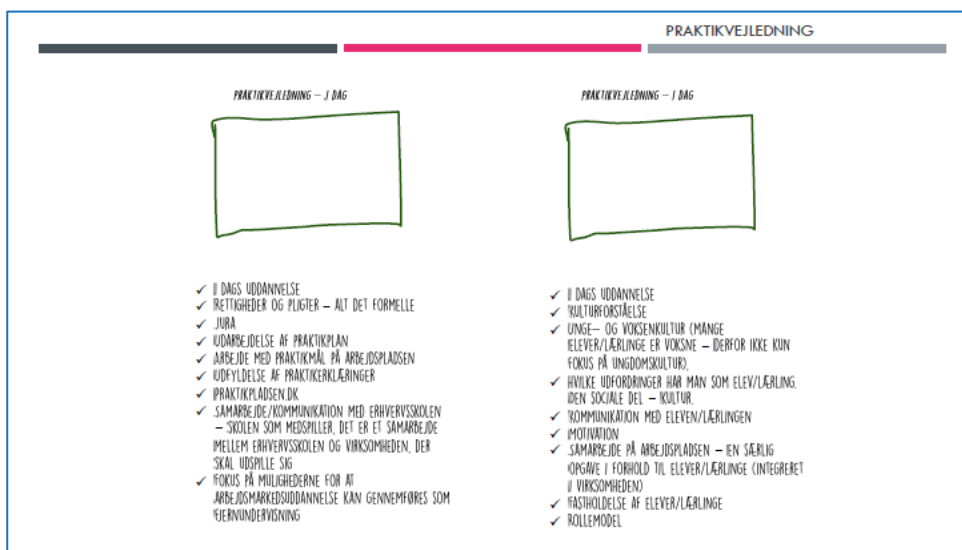 PRAKTIKVEJLEDNING
PRAKTIKVEJLEDNING – 1 DAG
✓ 1 DAGS UDDANNELSE
✓ RETTIGHEDER OG PLIGTER – ALT DET FORMELLE
✓ JURA
✓ UDARBEJDELSE AF PRAKTIKPLAN
✓ ARBEJDE MED PRAKTIKMÅL PÅ ARBEJDSPLADSEN
✓ UDFYLDELSE AF PRAKTIKERKLÆRINGER
✓ PRAKTIKPLADSEN.DK
✓ SAMARBEJDE/KOMMUNIKATION MED ERHVERVSSKOLEN
– SKOLEN SOM MEDSPILLER, DET ER ET SAMARBEJDE
MELLEM ERHVERVSSKOLEN OG VIRKSOMHEDEN, DER
SKAL UDSPILLE SIG
✓ FOKUS PÅ MULIGHEDERNE FOR AT
ARBEJDSMARKEDSUDDANNELSE KAN GENNEMFØRES SOM
FJERNUNDERVISNING
PRAKTIKVEJLEDNING – 1 DAG
✓ 1 DAGS UDDANNELSE
✓ KULTURFORSTÅELSE
✓ UNGE– OG VOKSENKULTUR (MANGE
ELEVER/LÆRLINGE ER VOKSNE – DERFOR IKKE KUN
FOKUS PÅ UNGDOMSKULTUR),
✓ HVILKE UDFORDRINGER HAR MAN SOM ELEV/LÆRLING.
DEN SOCIALE DEL – KULTUR.
✓ KOMMUNIKATION MED ELEVEN/LÆRLINGEN
✓ MOTIVATION
✓ SAMARBEJDE PÅ ARBEJDSPLADSEN – EN SÆRLIG
OPGAVE I FORHOLD TIL ELEVER/LÆRLINGE (INTEGRERET
I VIRKSOMHEDEN)
✓ FASTHOLDELSE AF ELEVER/LÆRLINGE
✓ ROLLEMODEL